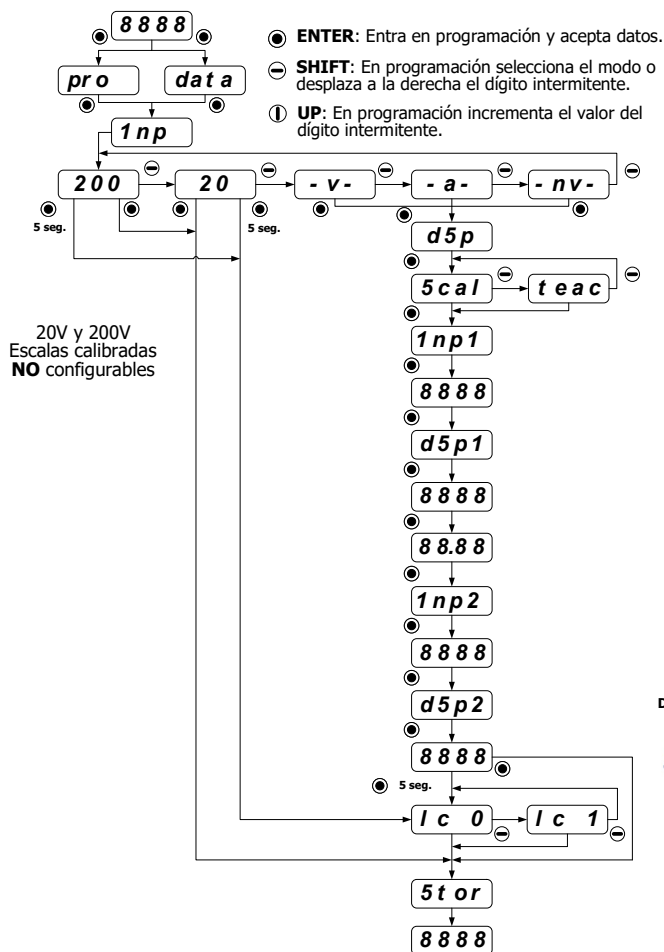 8888
ENTER: Entra en programación y acepta datos.
SHIFT: En programación selecciona el modo o
desplaza a la derecha el dígito intermitente.
UP: En programación incrementa el valor del
dígito intermitente.
pro data
1np
200 20 -v- -a- -nv-
5 seg. 5 seg.
d5p
5cal teac
20V y 200V
Escalas calibradas
NO configurables
1np1
8888
d5p1
8888
88.88
1np2
8888
d5p2
D
8888
5 seg.
lc 0 lc 1
5tor
8888